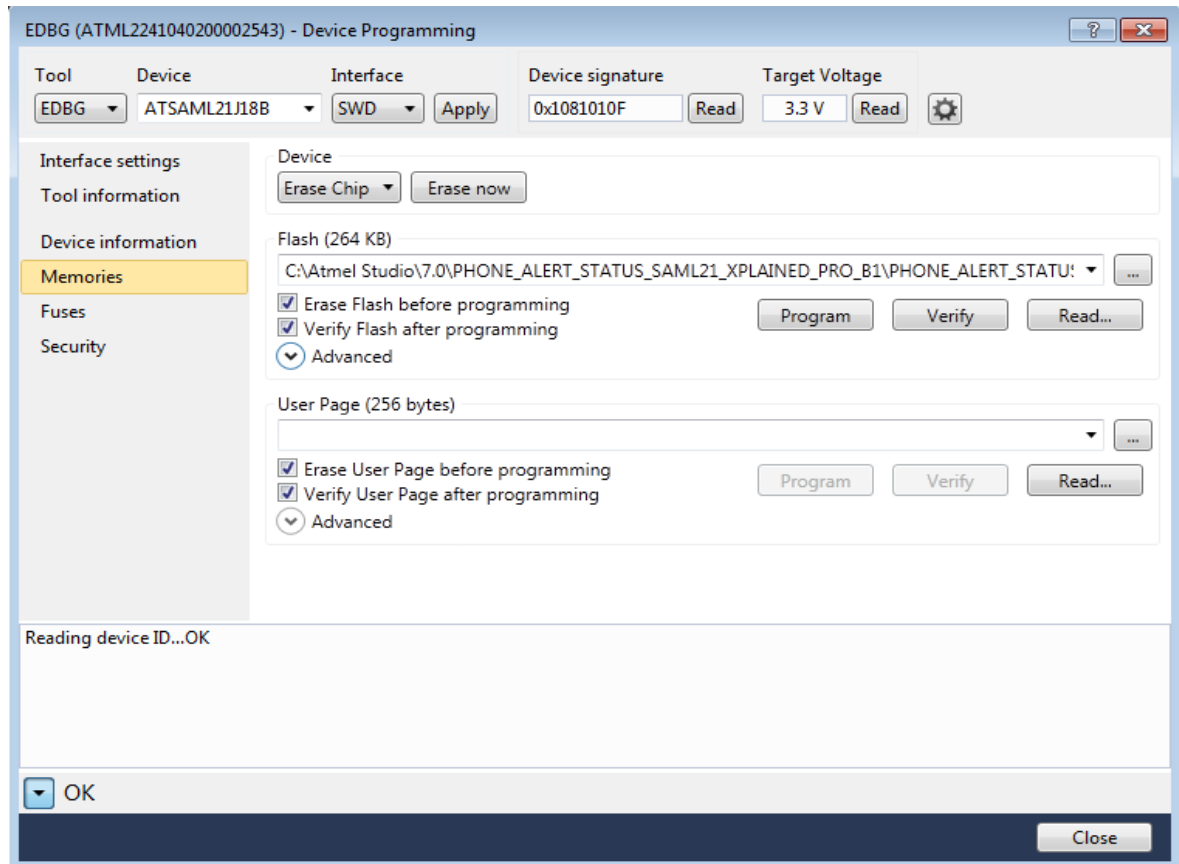 EDBG (ATML2241040200002543) - Device Programming
Tool Device Interface Device signature Target Voltage
EDBG ATSAML21J18B SWD Apply 0x1081010F Read 3.3 V Read
Interface settings
Tool information
Device information
Memories
Fuses
Security
Device
Erase Chip Erase now
Flash (264 KB)
C:\Atmel Studio\7.0\PHONE_ALERT_STATUS_SAML21_XPLAINED_PRO_B1\PHONE_ALERT_STATUS
...
Erase Flash before programming
Verify Flash after programming
Program Verify Read...
Advanced
User Page (256 bytes)
...
Erase User Page before programming
Verify User Page after programming
Program Verify Read...
Advanced
Reading device ID...OK
OK
Close